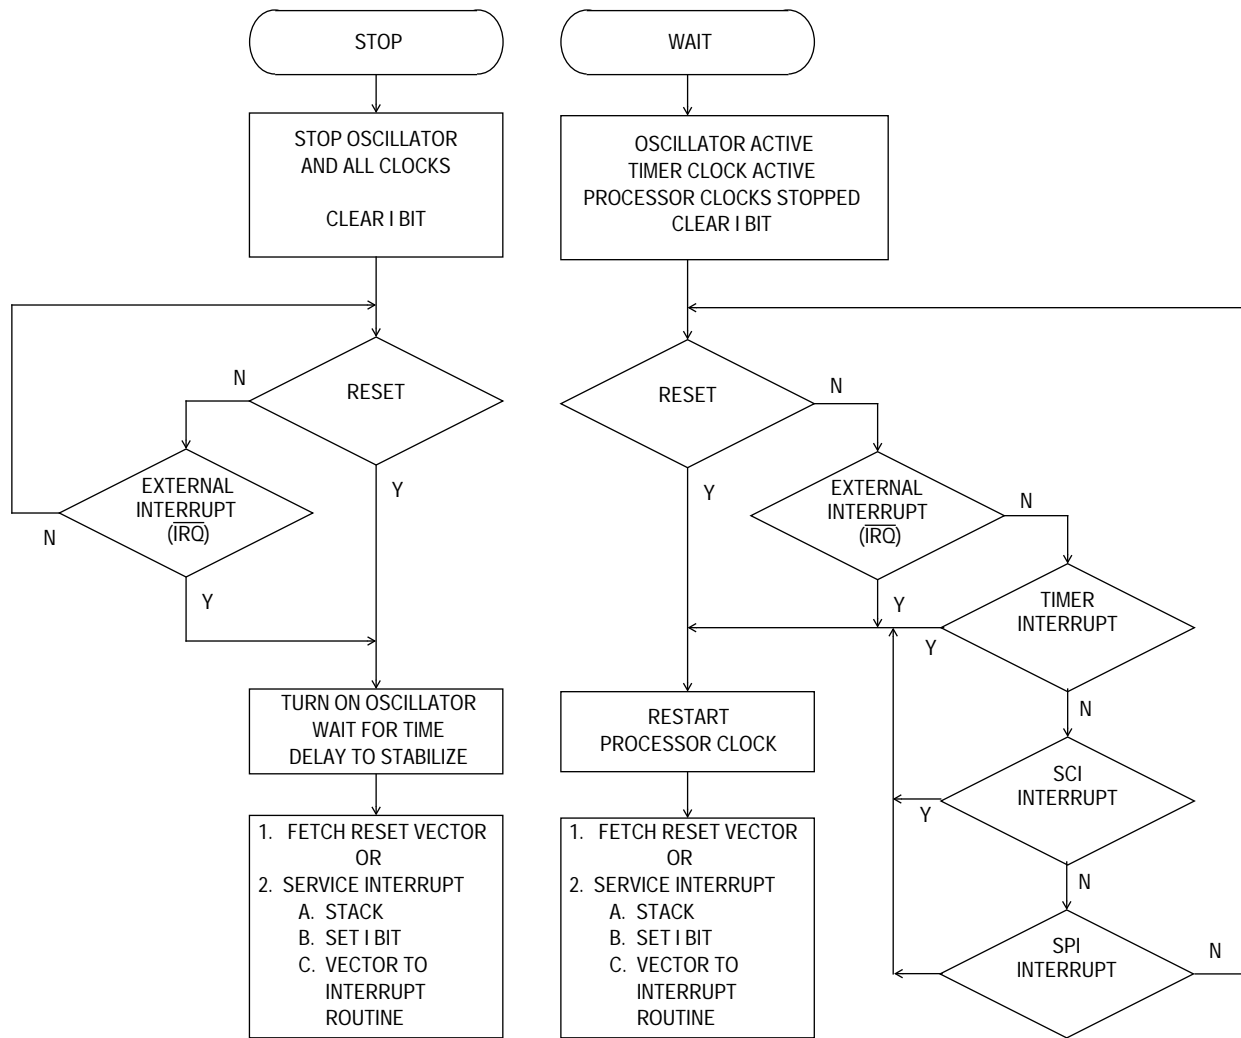 STOP
STOP OSCILLATOR
AND ALL CLOCKS
CLEAR I BIT
RESET
N
Y
EXTERNAL
INTERRUPT
(IRQ)
N
Y
TURN ON OSCILLATOR
WAIT FOR TIME
DELAY TO STABILIZE
1. FETCH RESET VECTOR
OR
2. SERVICE INTERRUPT
A. STACK
B. SET I BIT
C. VECTOR TO
INTERRUPT
ROUTINE
WAIT
OSCILLATOR ACTIVE
TIMER CLOCK ACTIVE
PROCESSOR CLOCKS STOPPED
CLEAR I BIT
RESET
N
Y
EXTERNAL
INTERRUPT
(IRQ)
N
Y
TIMER
INTERRUPT
Y
N
SCI
INTERRUPT
Y
N
SPI
INTERRUPT
N
RESTART
PROCESSOR CLOCK
1. FETCH RESET VECTOR
OR
2. SERVICE INTERRUPT
A. STACK
B. SET I BIT
C. VECTOR TO
INTERRUPT
ROUTINE